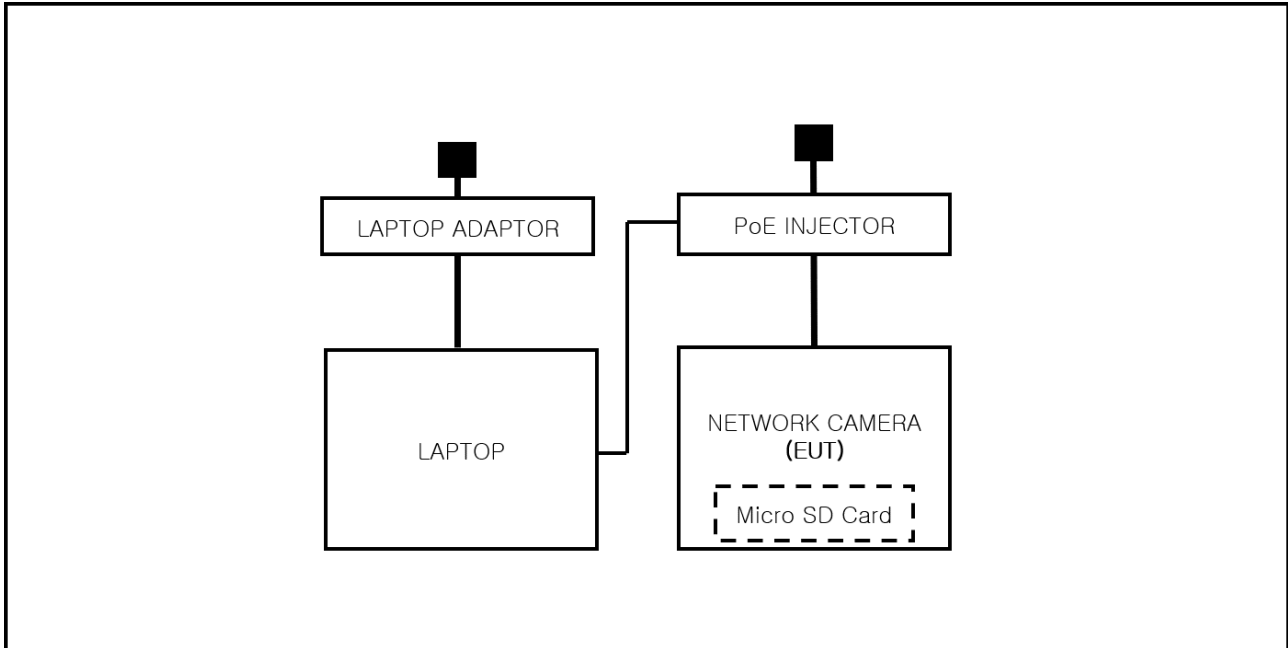 LAPTOP ADAPTOR
PoE INJECTOR
LAPTOP
NETWORK CAMERA
(EUT)
Micro SD Card